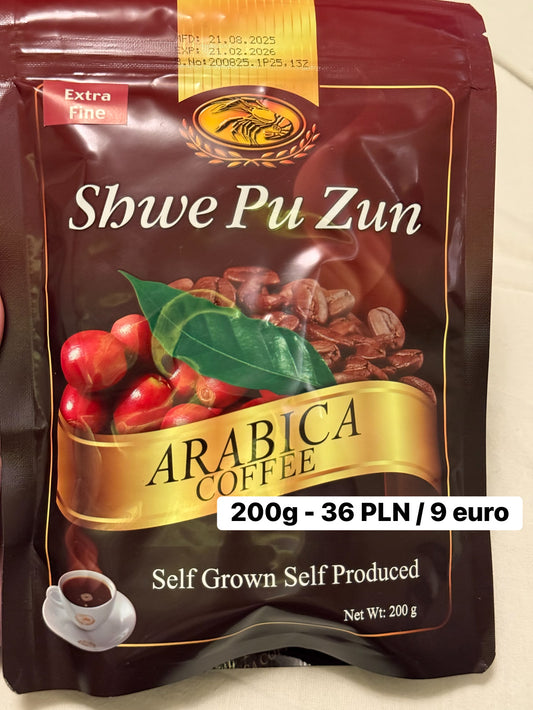 MFD: 21.08.2025
EXP: 21.02.2026
B.No:200825.1P25,132
Extra
Fine
Shwe Pu Zun
ARABICA
COFFEE
200g - 36 PLN / 9 euro
Self Grown Self Produced
Net Wt: 200 g